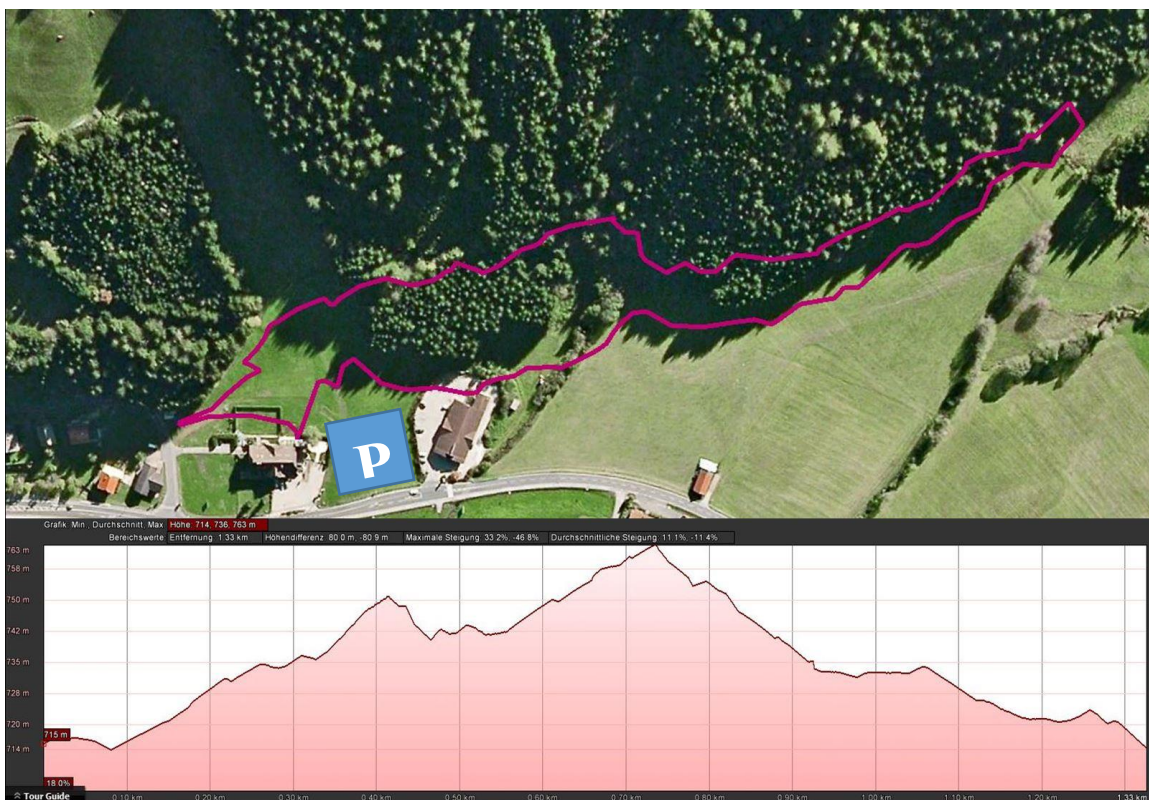 P
Grafik: Min., Durchschnitt, Max. Höhe: 714, 736, 763 m
Bereichswerte: Entfernung: 1.33 km Höhendifferenz: 80.0 m, -80.9 m Maximale Steigung: 33.2%, -46.8% Durchschnittliche Steigung: 11.1%, -11.4%
763 m
758 m
750 m
742 m
735 m
728 m
720 m
715 m
714 m
18.0%
Tour Guide 0.10 km 0.20 km 0.30 km 0.40 km 0.50 km 0.60 km 0.70 km 0.80 km 0.90 km 1.00 km 1.10 km 1.20 km 1.33 km